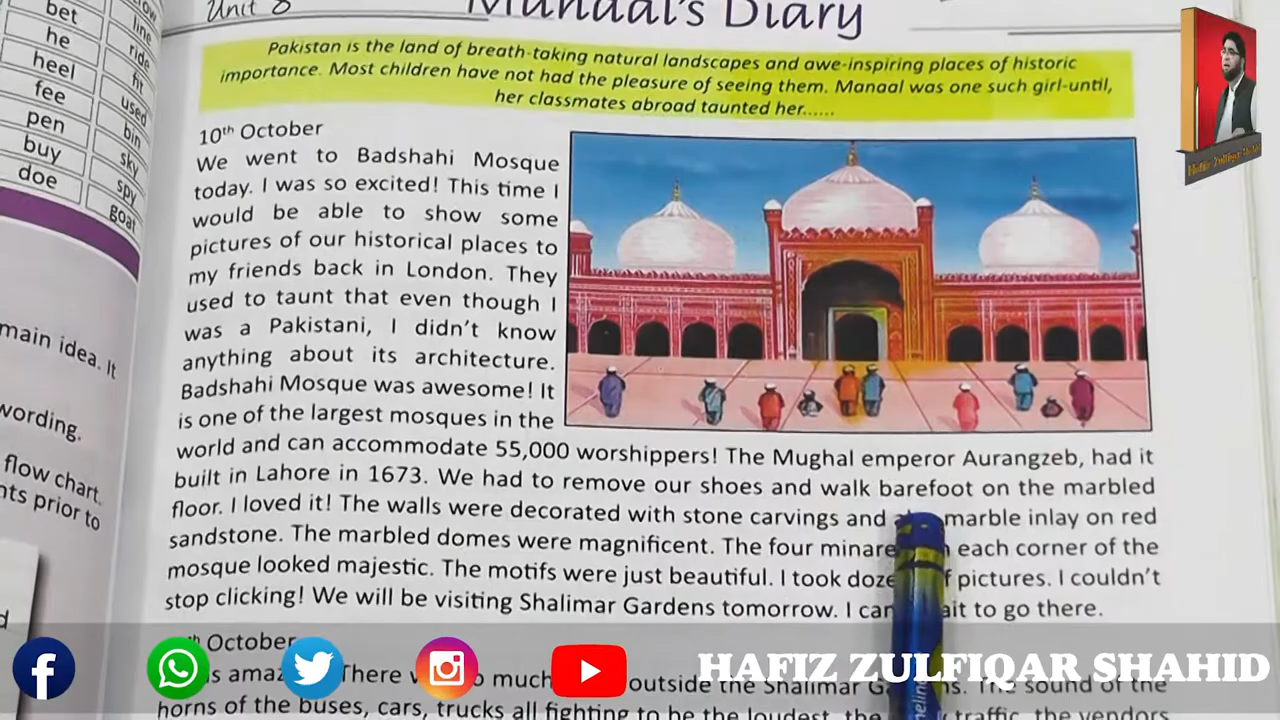 bet
he
heel
fee
pen
buy
doe
row
line
ride
hit
used
bin
sky
spy
goat
main idea. It
wording.
flow chart.
nts prior to
Unit 8
Manaal's Diary
Pakistan is the land of breath-taking natural landscapes and awe-inspiring places of historic
importance. Most children have not had the pleasure of seeing them. Manaal was one such girl-until,
her classmates abroad taunted her......
10th October
We went to Badshahi Mosque
today. I was so excited! This time I
would be able to show some
pictures of our historical places to
my friends back in London. They
used to taunt that even though I
was a Pakistani, I didn't know
anything about its architecture.
Badshahi Mosque was awesome! It
is one of the largest mosques in the
world and can accommodate 55,000 worshippers! The Mughal emperor Aurangzeb, had it
built in Lahore in 1673. We had to remove our shoes and walk barefoot on the marbled
floor. I loved it! The walls were decorated with stone carvings and marble inlay on red
sandstone. The marbled domes were magnificent. The four minare each corner of the
mosque looked majestic. The motifs were just beautiful. I took doze f pictures. I couldn't
stop clicking! We will be visiting Shalimar Gardens tomorrow. I can ait to go there.
th October
s amaz There much outside the Shalimar Ga ns. The sound of the
horns of the buses, cars, trucks all fighting to be the loudest, the traffic, the vendors
HAFIZ ZULFIQAR SHAHID
Hafiz Zulfiqar Shahid